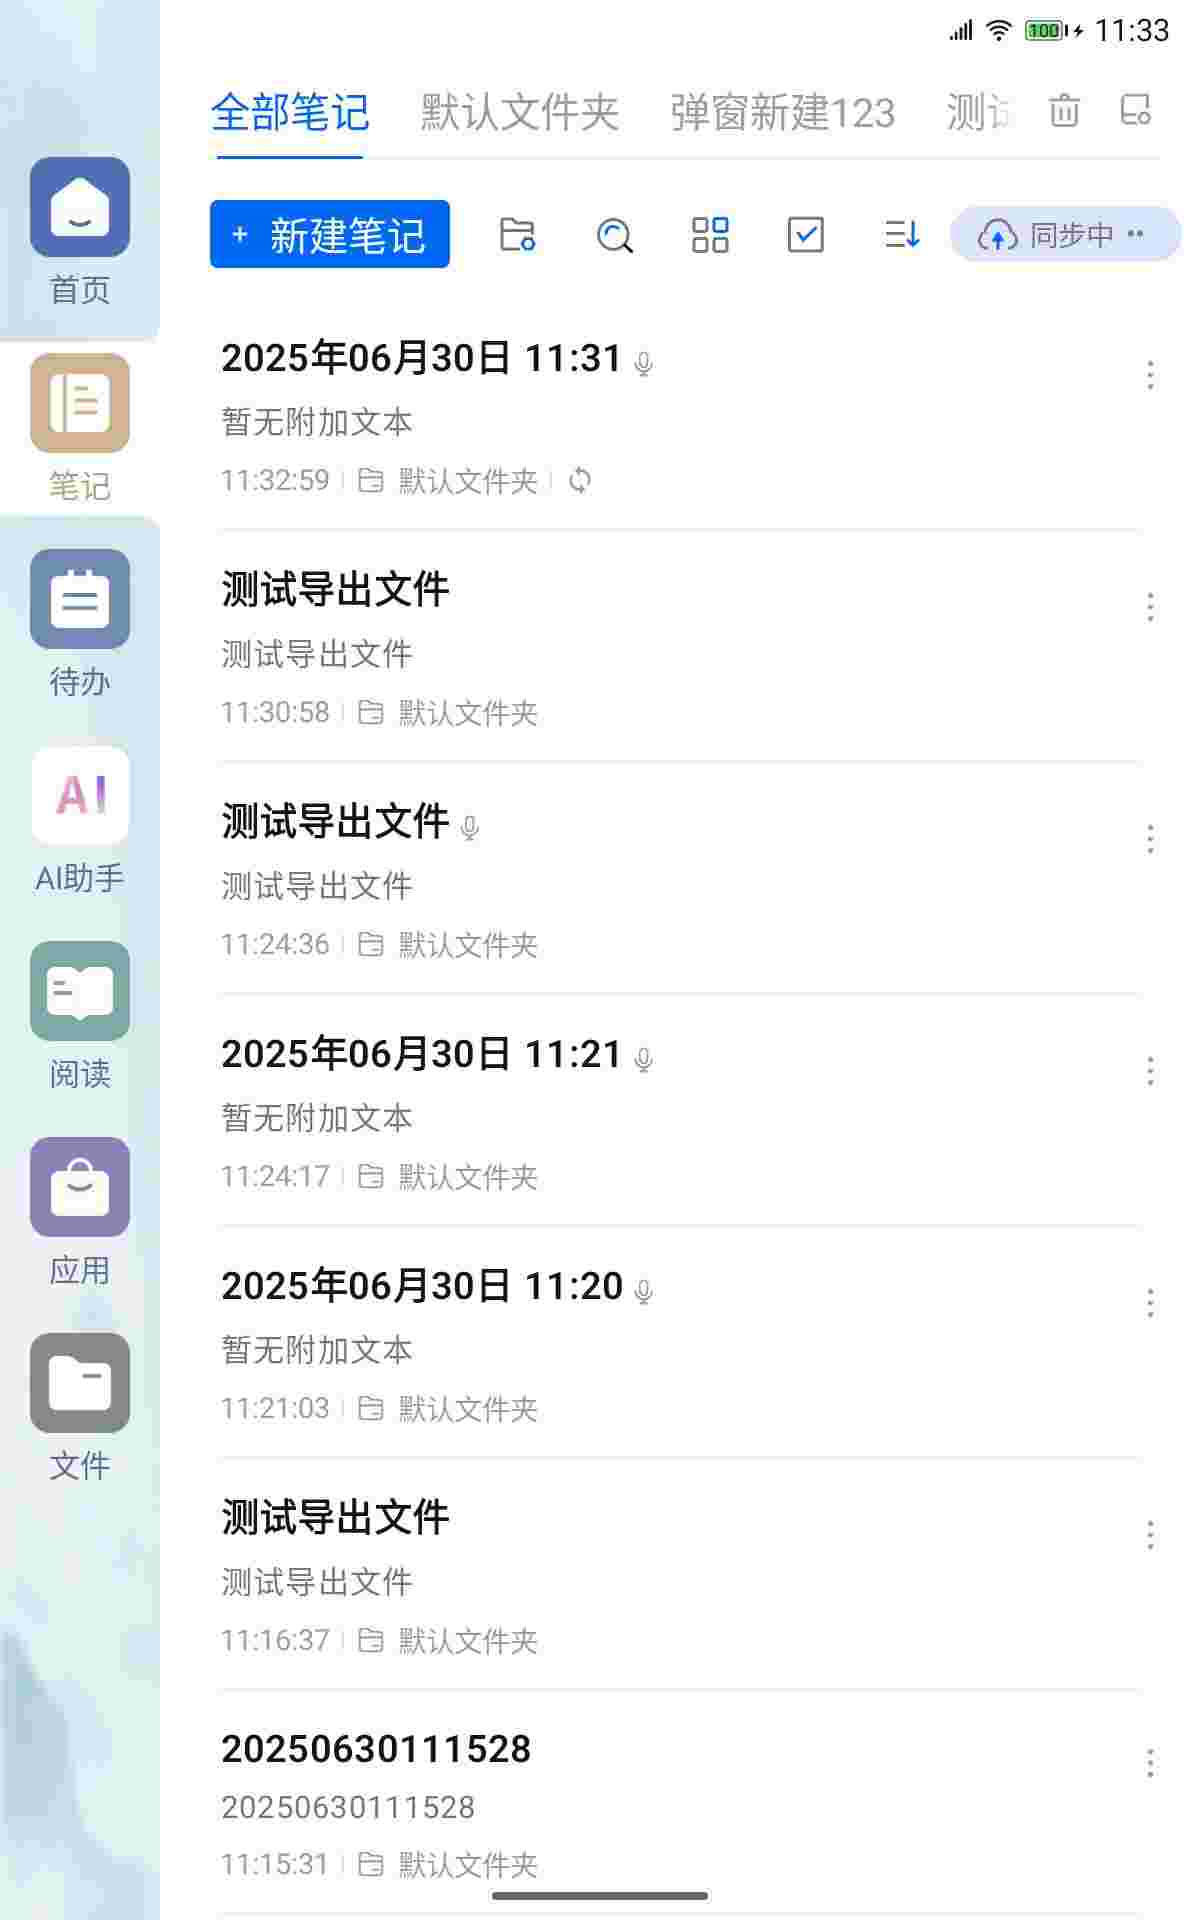 100 11:33
全部笔记 默认文件夹 弹窗新建123 测试
+ 新建笔记 同步中
首页
笔记
待办
AI
AI助手
阅读
应用
文件
2025年06月30日 11:31
暂无附加文本
11:32:59 默认文件夹
测试导出文件
测试导出文件
11:30:58 默认文件夹
测试导出文件
测试导出文件
11:24:36 默认文件夹
2025年06月30日 11:21
暂无附加文本
11:24:17 默认文件夹
2025年06月30日 11:20
暂无附加文本
11:21:03 默认文件夹
测试导出文件
测试导出文件
11:16:37 默认文件夹
20250630111528
20250630111528
11:15:31 默认文件夹